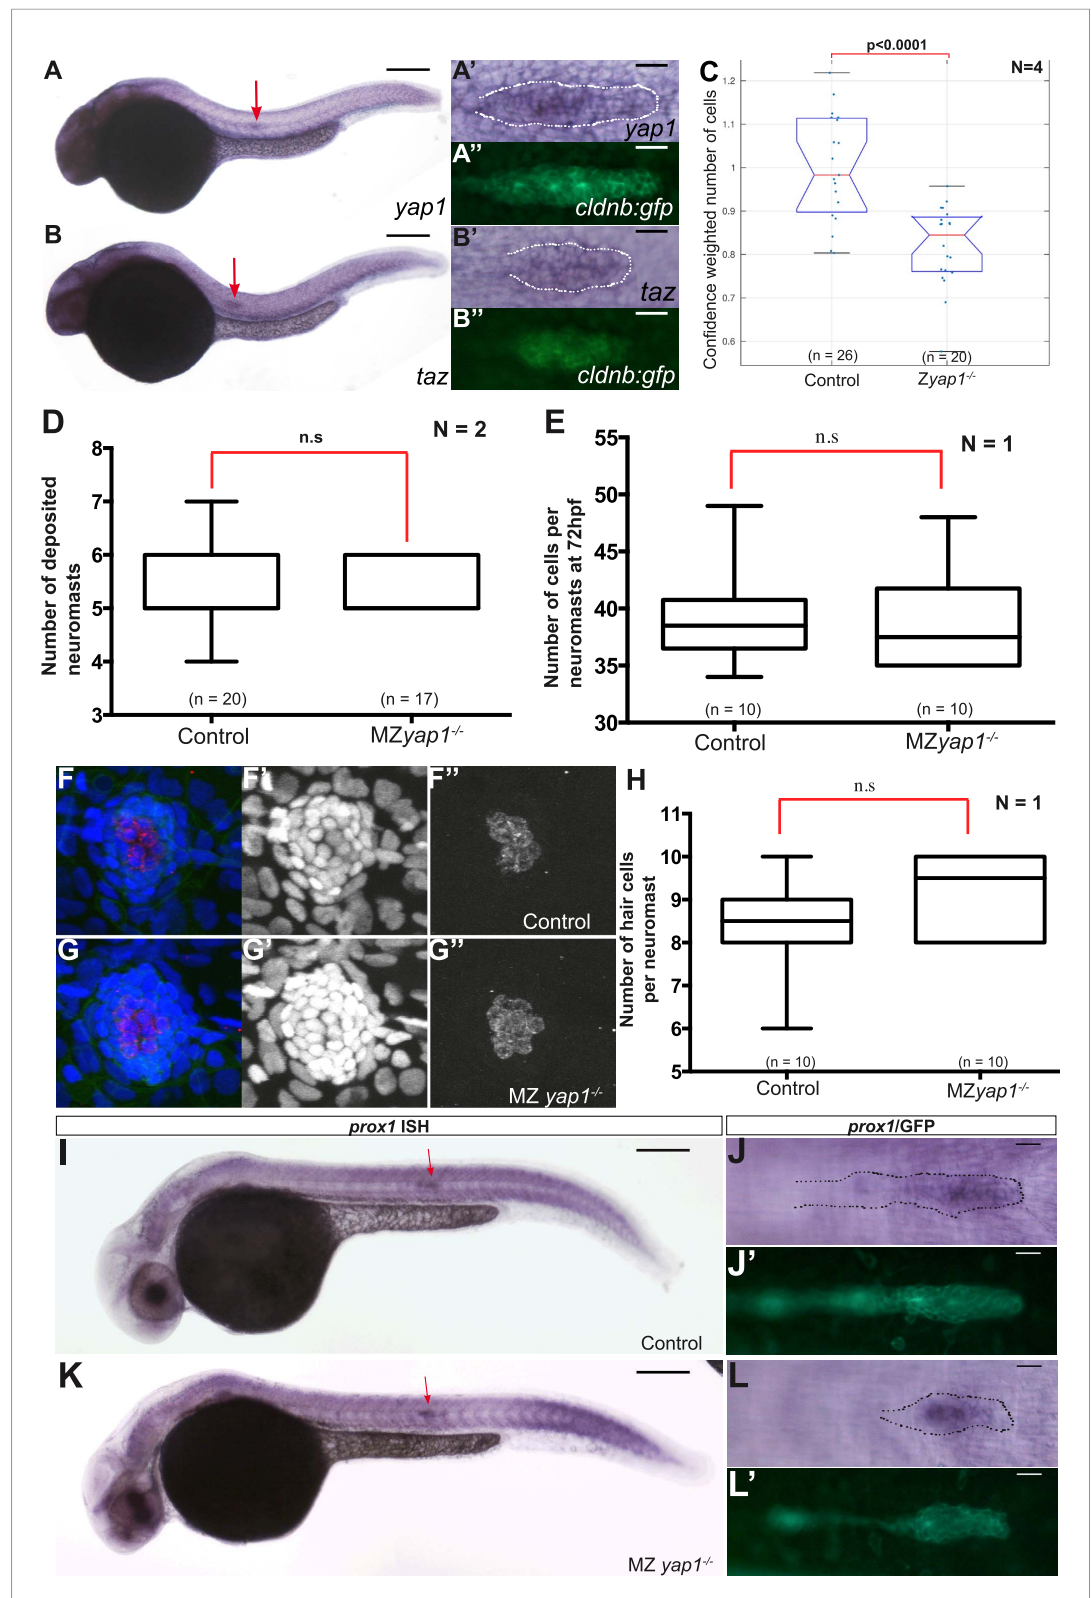 A
yap1
A'
yap1
A''
cldnb:gfp
B
taz
B'
taz
B''
cldnb:gfp
C
p<0.0001
N=4
Confidence weighted number of cells
1.2
1.1
1
0.9
0.8
0.7
0.6
(n = 26)
(n = 20)
Control
Zyap1-/-
D
N = 2
n.s
Number of deposited
neuromasts
8
7
6
5
4
3
(n = 20)
(n = 17)
Control
MZyap1-/-
E
N = 1
n.s
Number of cells per
neuromasts at 72hpf
55
50
45
40
35
30
(n = 10)
(n = 10)
Control
MZyap1-/-
F
F'
F''
Control
G
G'
G''
MZ yap1-/-
H
N = 1
n.s
Number of hair cells
per neuromast
11
10
9
8
7
6
5
(n = 10)
(n = 10)
Control
MZyap1-/-
prox1 ISH
prox1/GFP
I
Control
J
J'
K
MZ yap1-/-
L
L'